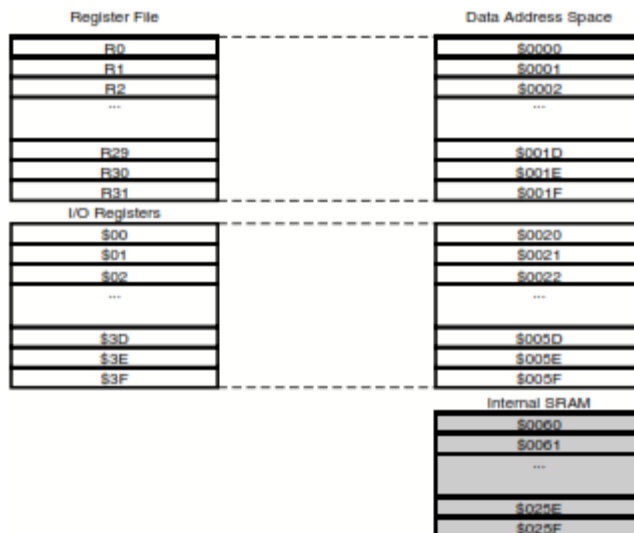 Register File Data Address Space
R0 $0000
R1 $0001
R2 $0002
... ...
R29 $001D
R30 $001E
R31 $001F
I/O Registers
$00 $0020
$01 $0021
$02 $0022
... ...
$3D $005D
$3E $005E
$3F $005F
Internal SRAM
$0060
$0061
...
$025E
$025F